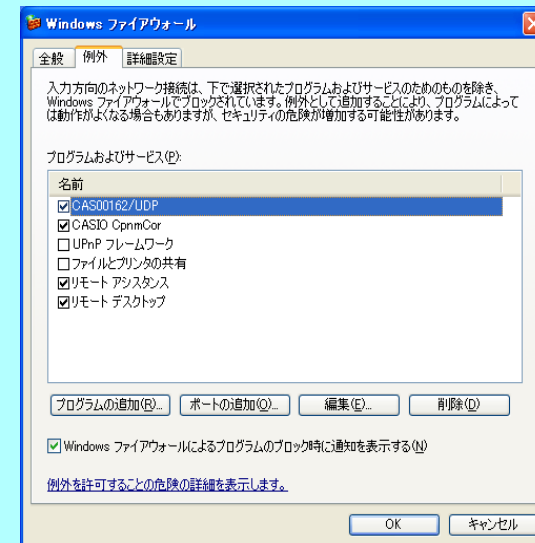 Windows ファイアウォール
全般 例外 詳細設定
入力方向のネットワーク接続は、下で選択されたプログラムおよびサービスのためのものを除き、
Windows ファイアウォールでブロックされています。例外として追加することにより、プログラムによって
は動作がよくなる場合もありますが、セキュリティの危険が増加する可能性があります。
プログラムおよびサービス(P):
名前
CAS00162/UDP
CASIO CpnmCor
UPnP フレームワーク
ファイルとプリンタの共有
リモート アシスタンス
リモート デスクトップ
プログラムの追加(R)... ポートの追加(O)... 編集(E)... 削除(D)
Windows ファイアウォールによるプログラムのブロック時に通知を表示する(N)
例外を許可することの危険の詳細を表示します。
OK キャンセル